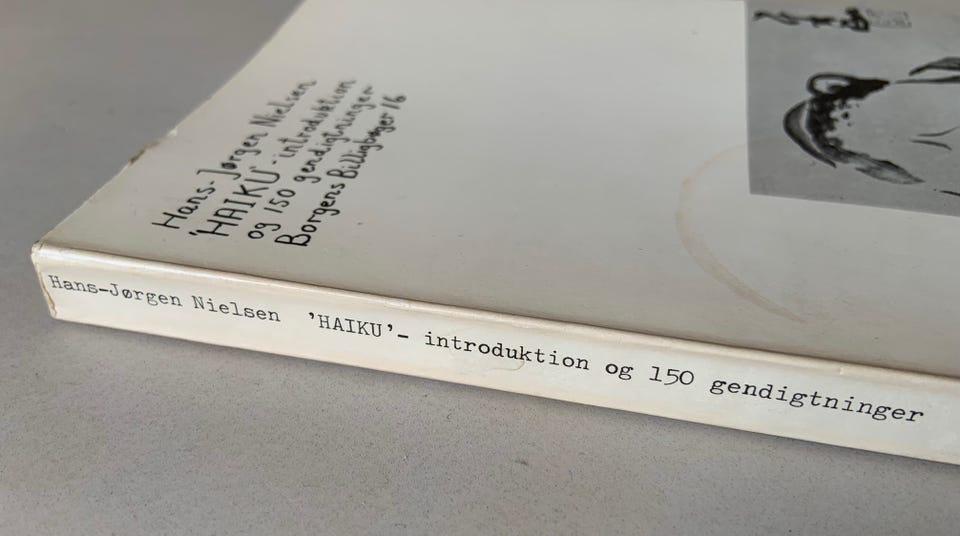 Hans-Jørgen Nielsen
'HAIKU'-introduktion
og 150 gendigtninger
Borgens Billigbøger 16
Hans-Jørgen Nielsen 'HAIKU'- introduktion og 150 gendigtninger